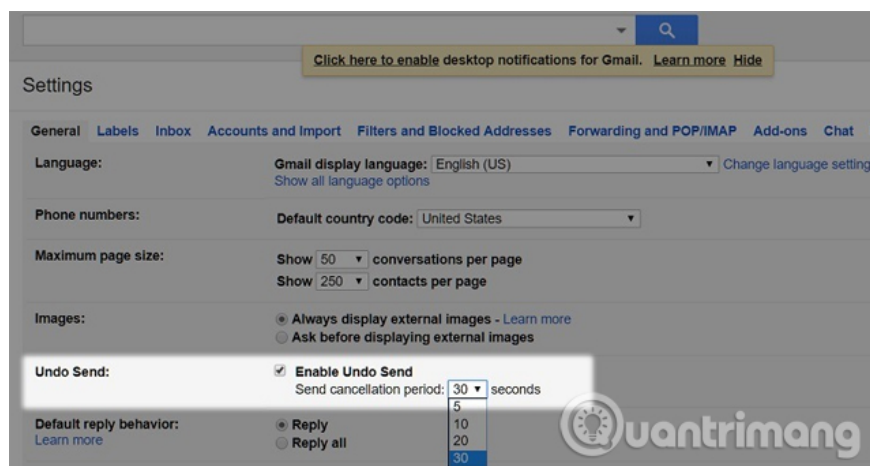 Click here to enable desktop notifications for Gmail. Learn more Hide
Settings
General Labels Inbox Accounts and Import Filters and Blocked Addresses Forwarding and POP/IMAP Add-ons Chat
Language: Gmail display language: English (US) Change language setting
Show all language options
Phone numbers: Default country code: United States
Maximum page size: Show 50 conversations per page
Show 250 contacts per page
Images: Always display external images - Learn more
Ask before displaying external images
Undo Send: Enable Undo Send
Send cancellation period: 30 seconds
5
Default reply behavior: Reply 10
Learn more Reply all 20
30
Quantrimang